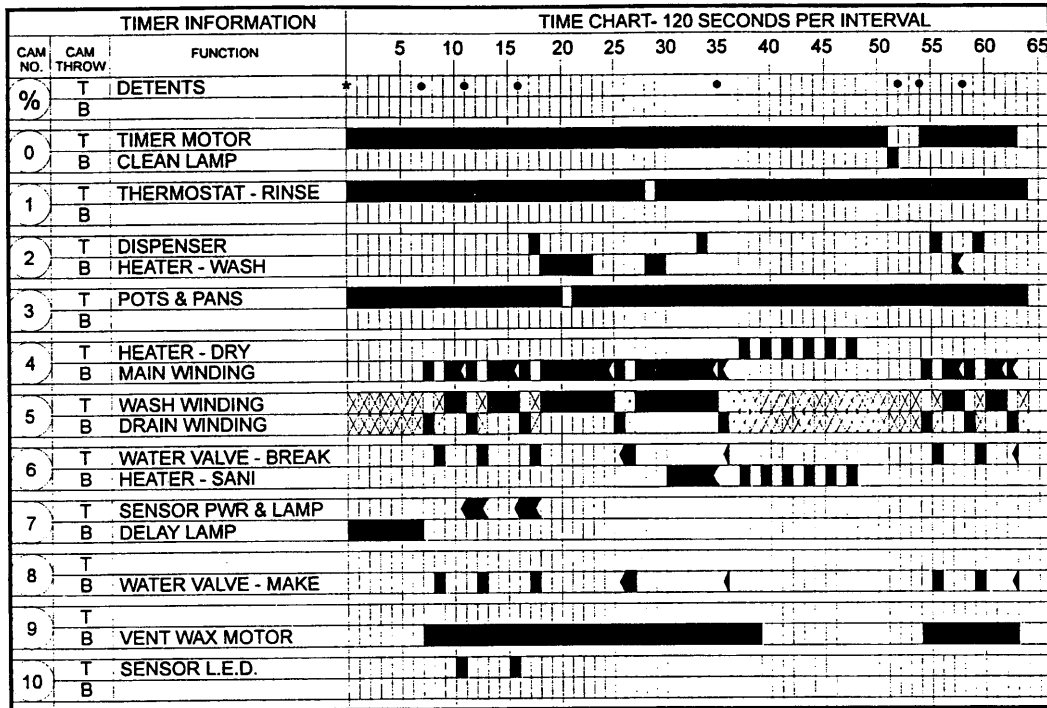 TIMER INFORMATION TIME CHART- 120 SECONDS PER INTERVAL
CAM NO. CAM THROW FUNCTION 5 10 15 20 25 30 35 40 45 50 55 60 65
% T DETENTS
B
0 T TIMER MOTOR
B CLEAN LAMP
1 T THERMOSTAT - RINSE
B
2 T DISPENSER
B HEATER - WASH
3 T POTS & PANS
B
4 T HEATER - DRY
B MAIN WINDING
5 T WASH WINDING
B DRAIN WINDING
6 T WATER VALVE - BREAK
B HEATER - SANI
7 T SENSOR PWR & LAMP
B DELAY LAMP
8 T
B WATER VALVE - MAKE
9 T
B VENT WAX MOTOR
10 T SENSOR L.E.D.
B